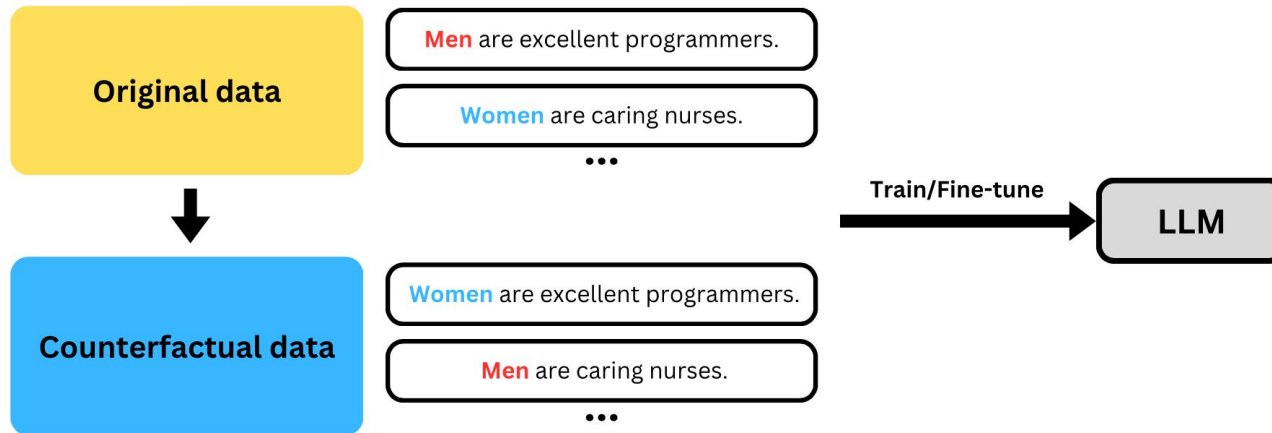 Original data
Men are excellent programmers.
Women are caring nurses.
...
Train/Fine-tune
LLM
Counterfactual data
Women are excellent programmers.
Men are caring nurses.
...